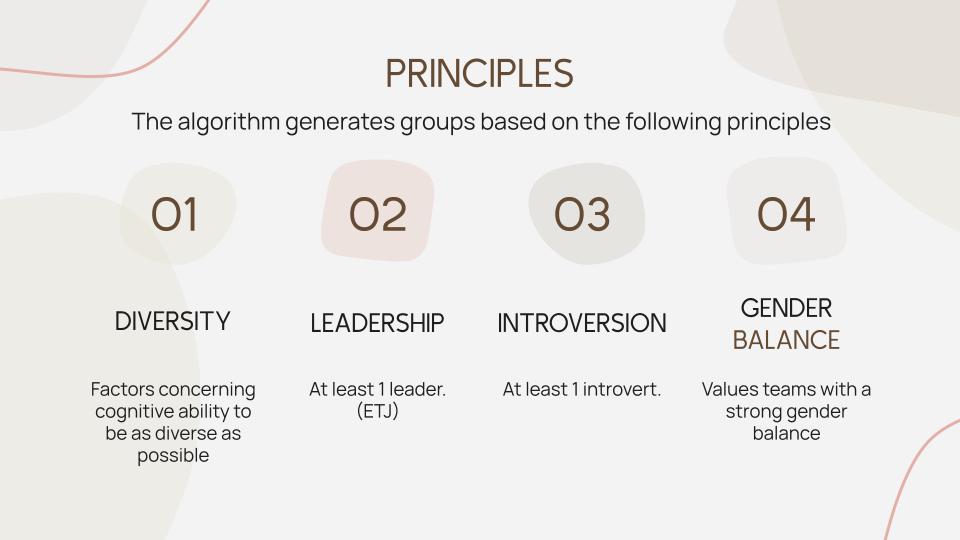 PRINCIPLES
The algorithm generates groups based on the following principles
01
02
03
04
DIVERSITY
LEADERSHIP
INTROVERSION
GENDER
BALANCE
Factors concerning
cognitive ability to
be as diverse as
possible
At least 1 leader.
(ETJ)
At least 1 introvert.
Values teams with a
strong gender
balance